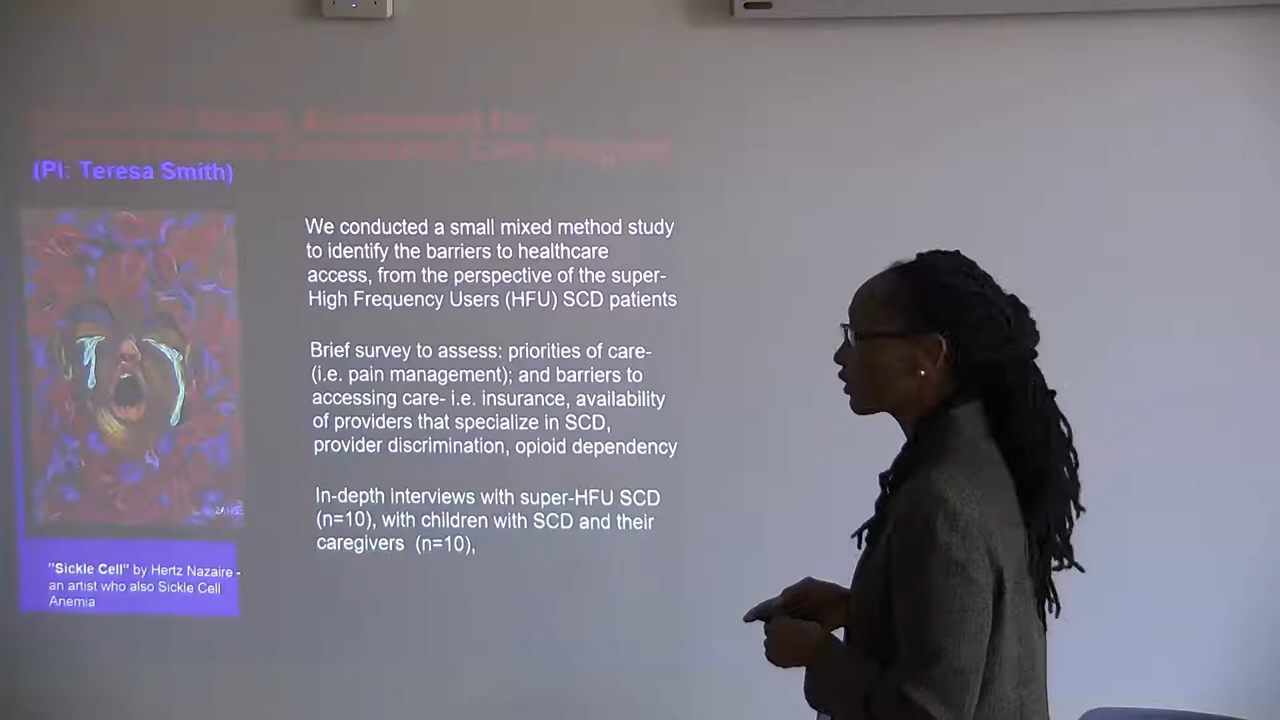 (PI: Teresa Smith)
We conducted a small mixed method study
to identify the barriers to healthcare
access, from the perspective of the super-
High Frequency Users (HFU) SCD patients
Brief survey to assess: priorities of care-
(i.e. pain management); and barriers to
accessing care- i.e. insurance, availability
of providers that specialize in SCD,
provider discrimination, opioid dependency
In-depth interviews with super-HFU SCD
(n=10), with children with SCD and their
caregivers (n=10),
"Sickle Cell" by Hertz Nazaire -
an artist who also Sickle Cell
Anemia